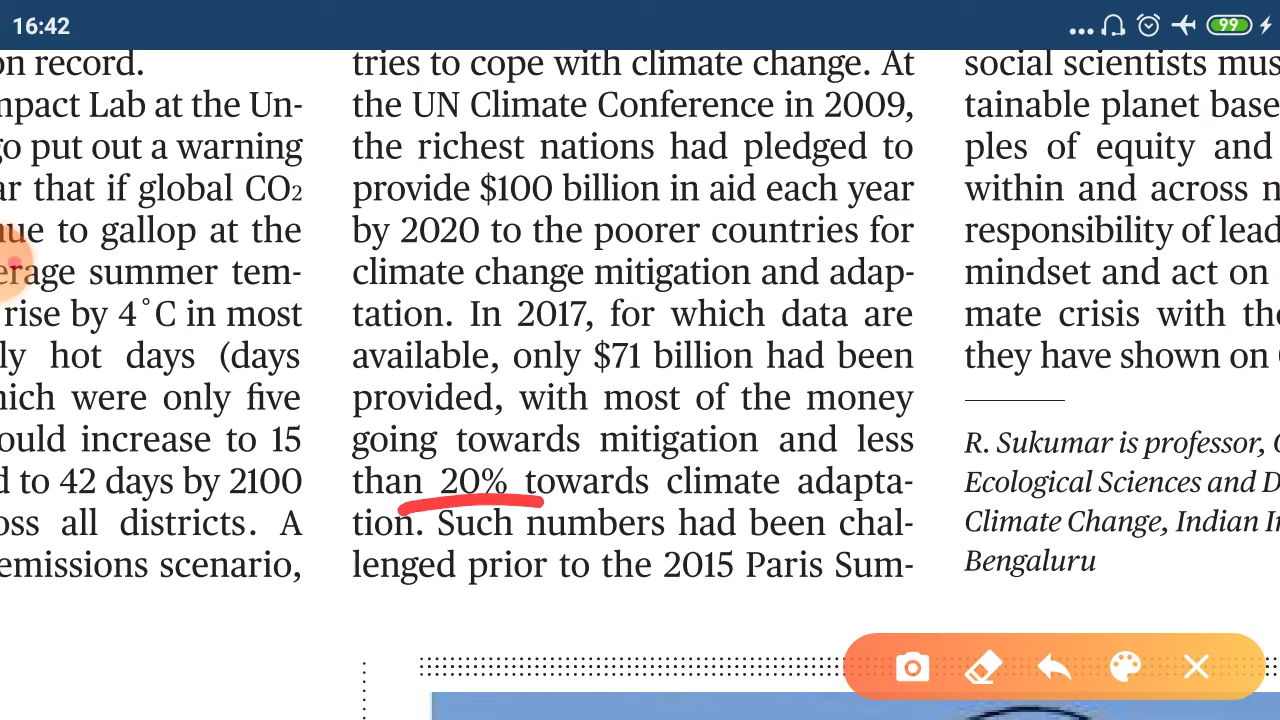 16:42
99
on record.
mpact Lab at the Un-
go put out a warning
ar that if global CO2
nue to gallop at the
erage summer tem-
rise by 4°C in most
ly hot days (days
hich were only five
ould increase to 15
d to 42 days by 2100
oss all districts. A
emissions scenario,
tries to cope with climate change. At
the UN Climate Conference in 2009,
the richest nations had pledged to
provide $100 billion in aid each year
by 2020 to the poorer countries for
climate change mitigation and adap-
tation. In 2017, for which data are
available, only $71 billion had been
provided, with most of the money
going towards mitigation and less
than 20% towards climate adapta-
tion. Such numbers had been chal-
lenged prior to the 2015 Paris Sum-
social scientists mus
tainable planet base
ples of equity and
within and across n
responsibility of lead
mindset and act on
mate crisis with the
they have shown on
R. Sukumar is professor,
Ecological Sciences and D
Climate Change, Indian In
Bengaluru